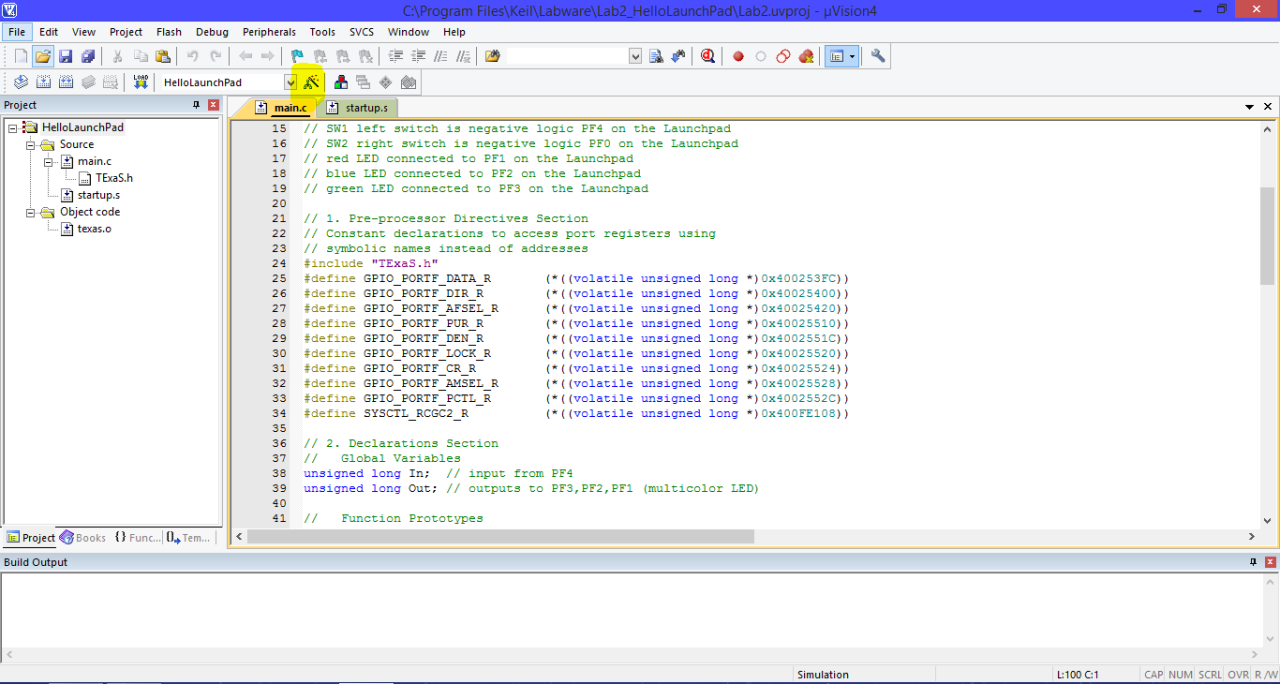 C:\Program Files\Keil\Labware\Lab2_HelloLaunchPad\Lab2.uvproj - µVision4
File Edit View Project Flash Debug Peripherals Tools SVCS Window Help
LOAD HelloLaunchPad
Project
main.c startup.s
HelloLaunchPad
Source
main.c
TExaS.h
startup.s
Object code
texas.o
15 // SW1 left switch is negative logic PF4 on the Launchpad
16 // SW2 right switch is negative logic PF0 on the Launchpad
17 // red LED connected to PF1 on the Launchpad
18 // blue LED connected to PF2 on the Launchpad
19 // green LED connected to PF3 on the Launchpad
20
21 // 1. Pre-processor Directives Section
22 // Constant declarations to access port registers using
23 // symbolic names instead of addresses
24 #include "TExaS.h"
25 #define GPIO_PORTF_DATA_R (*((volatile unsigned long *)0x400253FC))
26 #define GPIO_PORTF_DIR_R (*((volatile unsigned long *)0x40025400))
27 #define GPIO_PORTF_AFSEL_R (*((volatile unsigned long *)0x40025420))
28 #define GPIO_PORTF_PUR_R (*((volatile unsigned long *)0x40025510))
29 #define GPIO_PORTF_DEN_R (*((volatile unsigned long *)0x4002551C))
30 #define GPIO_PORTF_LOCK_R (*((volatile unsigned long *)0x40025520))
31 #define GPIO_PORTF_CR_R (*((volatile unsigned long *)0x40025524))
32 #define GPIO_PORTF_AMSEL_R (*((volatile unsigned long *)0x40025528))
33 #define GPIO_PORTF_PCTL_R (*((volatile unsigned long *)0x4002552C))
34 #define SYSCTL_RCGC2_R (*((volatile unsigned long *)0x400FE108))
35
36 // 2. Declarations Section
37 // Global Variables
38 unsigned long In; // input from PF4
39 unsigned long Out; // outputs to PF3,PF2,PF1 (multicolor LED)
40
41 // Function Prototypes
Project Books {} Func... 0 Tem...
Build Output
Simulation L:100 C:1 CAP NUM SCRL OVR R/W